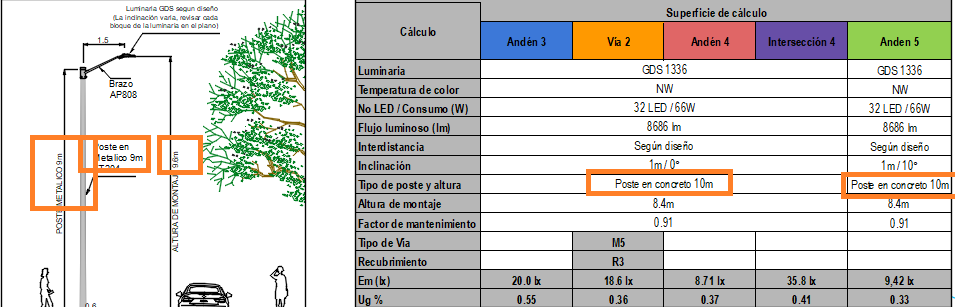 Luminaria GDS segun diseño
(La inclinación varia, revisar cada
bloque de la luminaria en el plano)
1.5
Brazo
AP808
Poste en
Metalico 9m
POSTE METALICO 9m
ALTURA DE MONTAJE 9.6m
0.6
Cálculo
Superficie de cálculo
Andén 3 Vía 2 Andén 4 Intersección 4 Anden 5
Luminaria GDS 1336 GDS 1336
Temperatura de color NW NW
No LED / Consumo (W) 32 LED / 66W 32 LED / 66W
Flujo luminoso (lm) 8686 lm 8686 lm
Interdistancia Según diseño Según diseño
Inclinación 1m / 0° 1m / 10°
Tipo de poste y altura Poste en concreto 10m Poste en concreto 10m
Altura de montaje 8.4m 8.4m
Factor de mantenimiento 0.91 0.91
Tipo de Via M5
Recubrimiento R3
Em (lx) 20.0 lx 18.6 lx 8.71 lx 35.8 lx 9,42 lx
Ug % 0.55 0.36 0.37 0.41 0.33